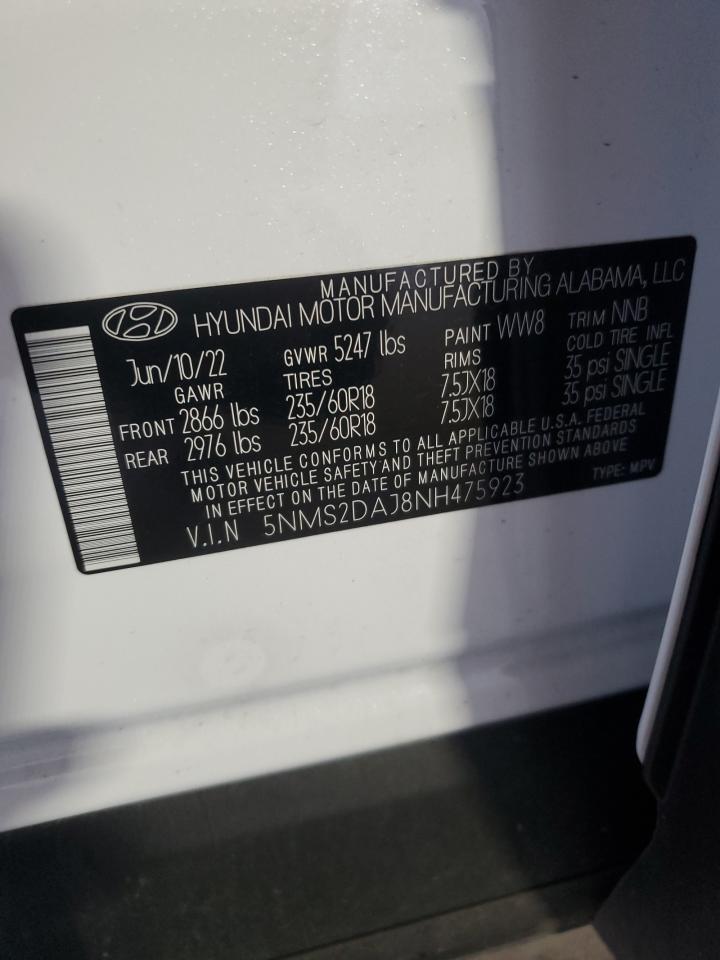 MANUFACTURED BY
HYUNDAI MOTOR MANUFACTURING ALABAMA, LLC
Jun/10/22 GVWR 5247 lbs PAINT WW8 TRIM NNB
GAWR TIRES RIMS COLD TIRE INFL
FRONT 2866 lbs 235/60R18 7.5JX18 35 psi SINGLE
REAR 2976 lbs 235/60R18 7.5JX18 35 psi SINGLE
THIS VEHICLE CONFORMS TO ALL APPLICABLE U.S.A. FEDERAL
MOTOR VEHICLE SAFETY AND THEFT PREVENTION STANDARDS
IN EFFECT ON THE DATE OF MANUFACTURE SHOWN ABOVE
V.I.N 5NMS2DAJ8NH475923 TYPE: MPV